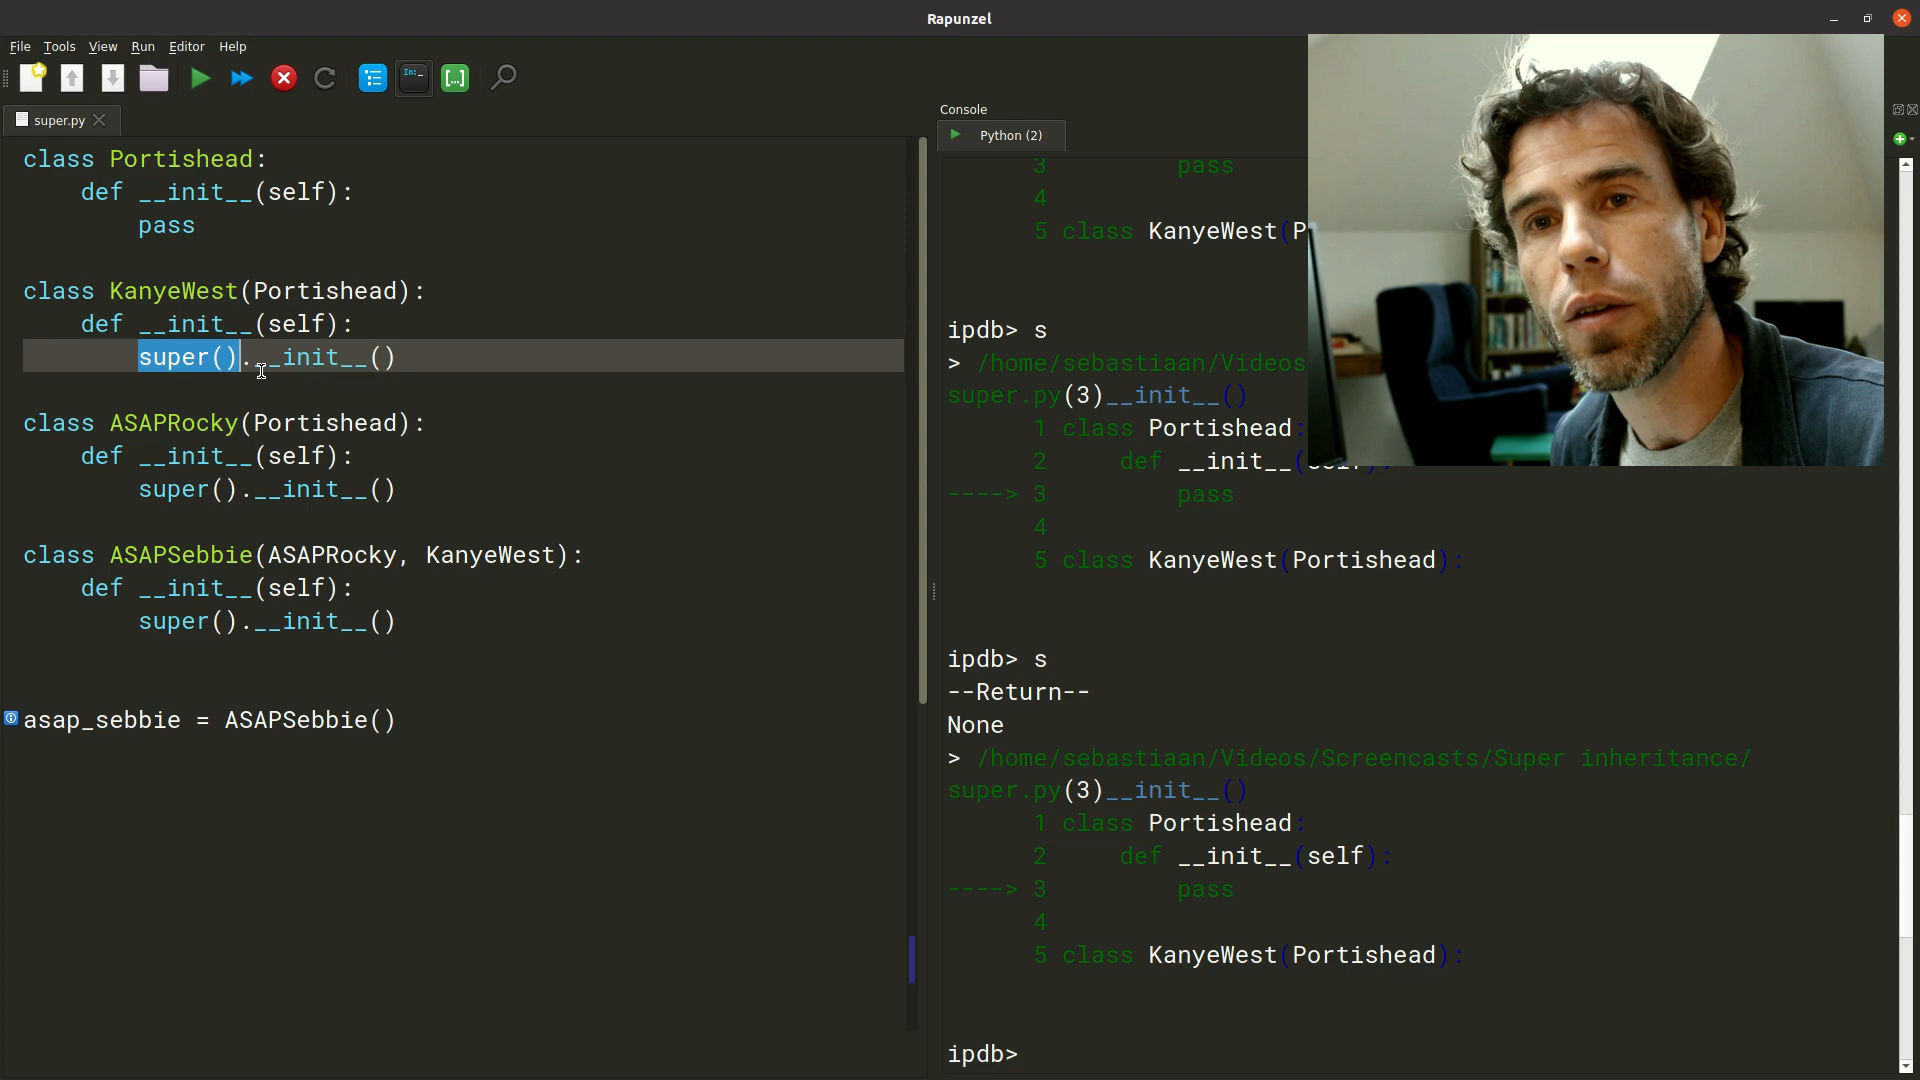 Rapunzel
File Tools View Run Editor Help
In:_
[...]
super.py
class Portishead:
def __init__(self):
pass
class KanyeWest(Portishead):
def __init__(self):
super().__init__()
class ASAPRocky(Portishead):
def __init__(self):
super().__init__()
class ASAPSebbie(ASAPRocky, KanyeWest):
def __init__(self):
super().__init__()
asap_sebbie = ASAPSebbie()
Console
Python (2)
3 pass
4
5 class KanyeWest(P
ipdb> s
> /home/sebastiaan/Videos
super.py(3)__init__()
1 class Portishead:
2 def __init__(self):
----> 3 pass
4
5 class KanyeWest(Portishead):
ipdb> s
--Return--
None
> /home/sebastiaan/Videos/Screencasts/Super inheritance/
super.py(3)__init__()
1 class Portishead:
2 def __init__(self):
----> 3 pass
4
5 class KanyeWest(Portishead):
ipdb>